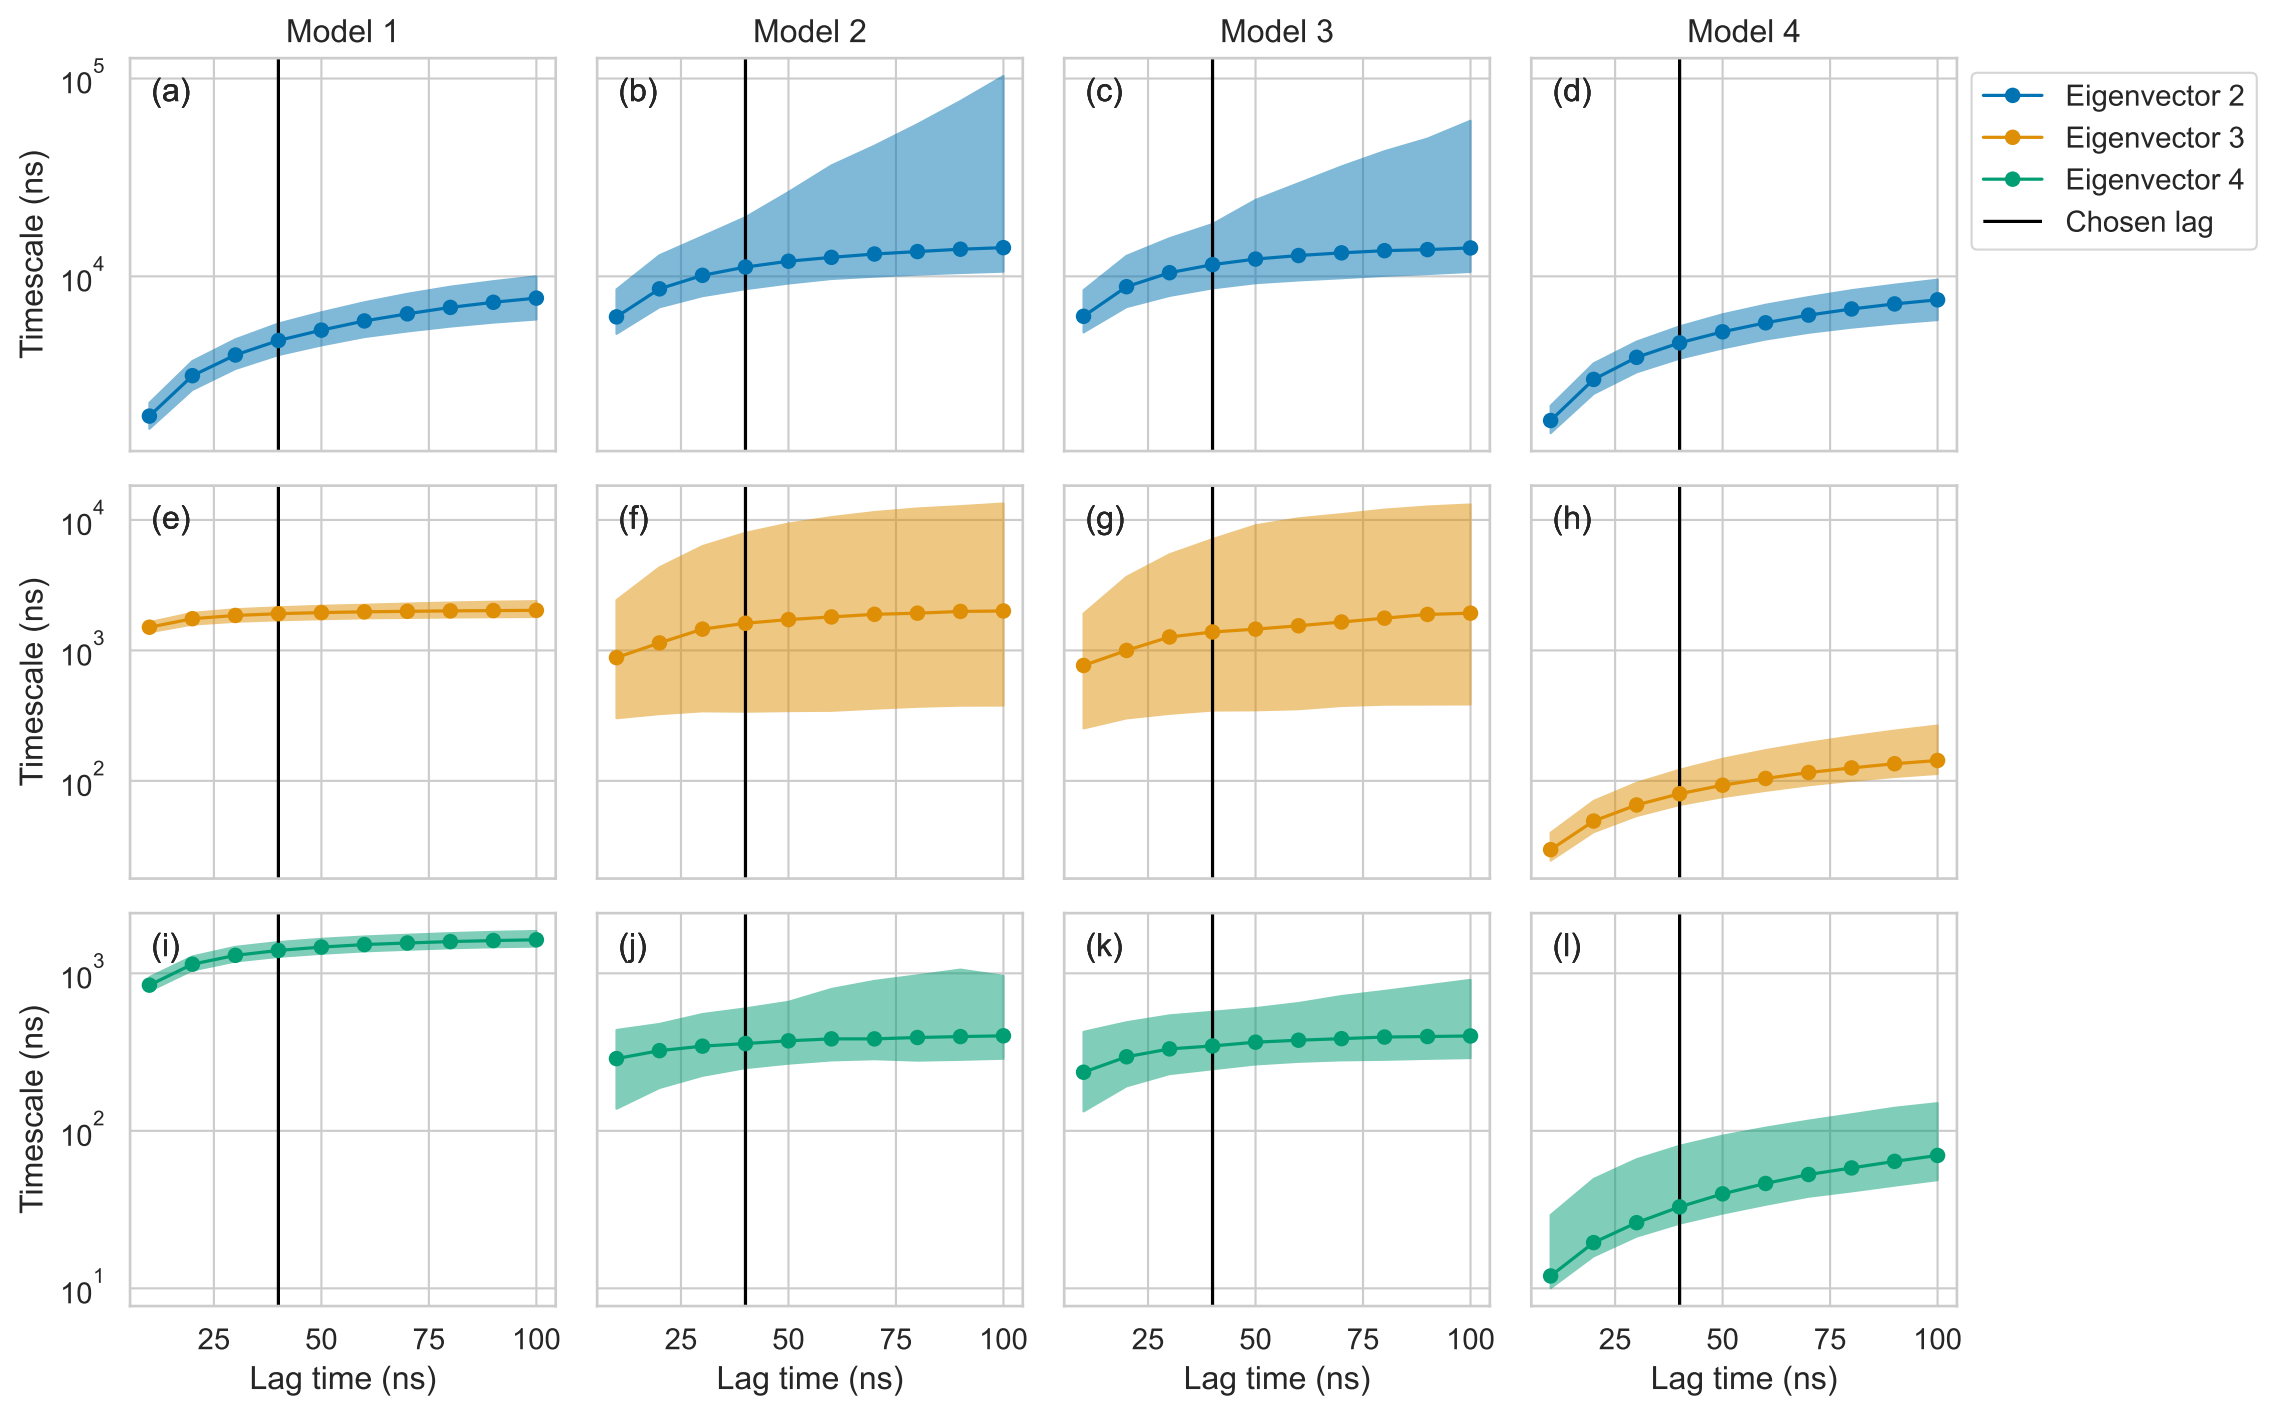 Model 1 Model 2 Model 3 Model 4
Timescale (ns)
10^5
10^4
(a) (b) (c) (d)
Eigenvector 2
Eigenvector 3
Eigenvector 4
Chosen lag
Timescale (ns)
10^4
10^3
10^2
(e) (f) (g) (h)
Timescale (ns)
10^3
10^2
10^1
(i) (j) (k) (l)
25 50 75 100 25 50 75 100 25 50 75 100 25 50 75 100
Lag time (ns) Lag time (ns) Lag time (ns) Lag time (ns)